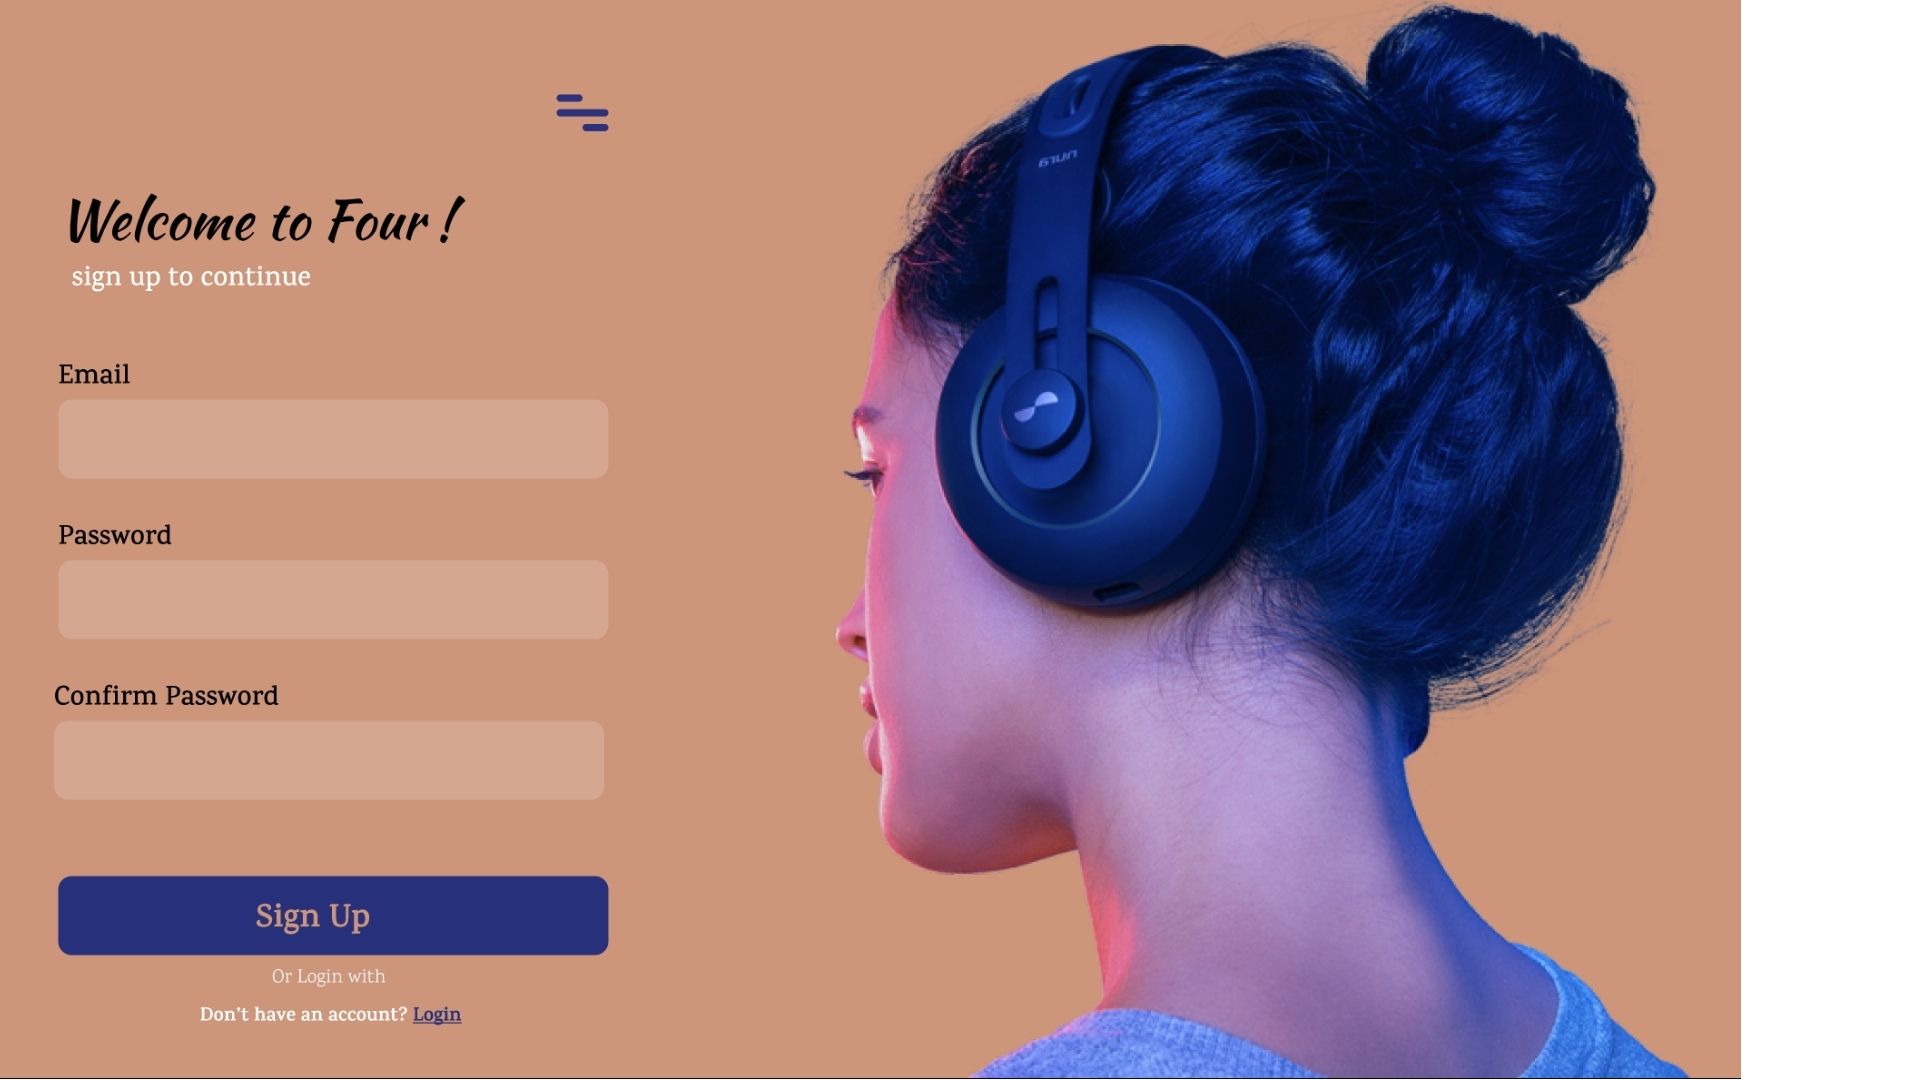 Welcome to Four !
sign up to continue
Email
Password
Confirm Password
Sign Up
Or Login with
Don't have an account? Login